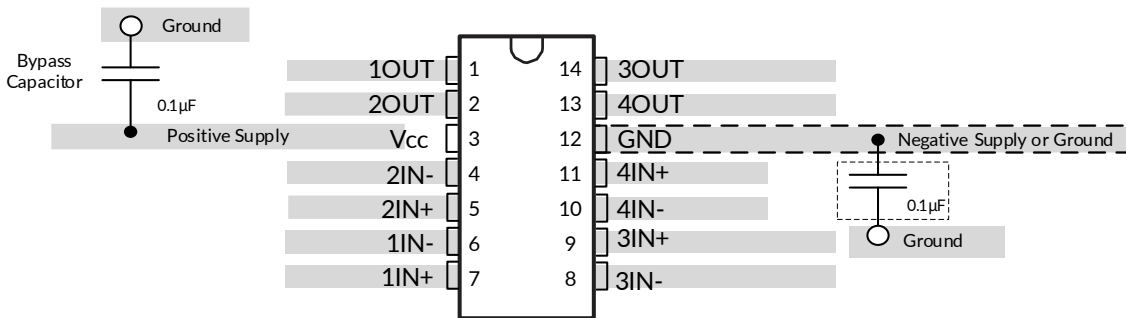 Ground
Bypass
Capacitor
0.1µF
Positive Supply
1OUT 1 14 3OUT
2OUT 2 13 4OUT
Vcc 3 12 GND
Negative Supply or Ground
2IN- 4 11 4IN+
2IN+ 5 10 4IN-
0.1µF
1IN- 6 9 3IN+
Ground
1IN+ 7 8 3IN-